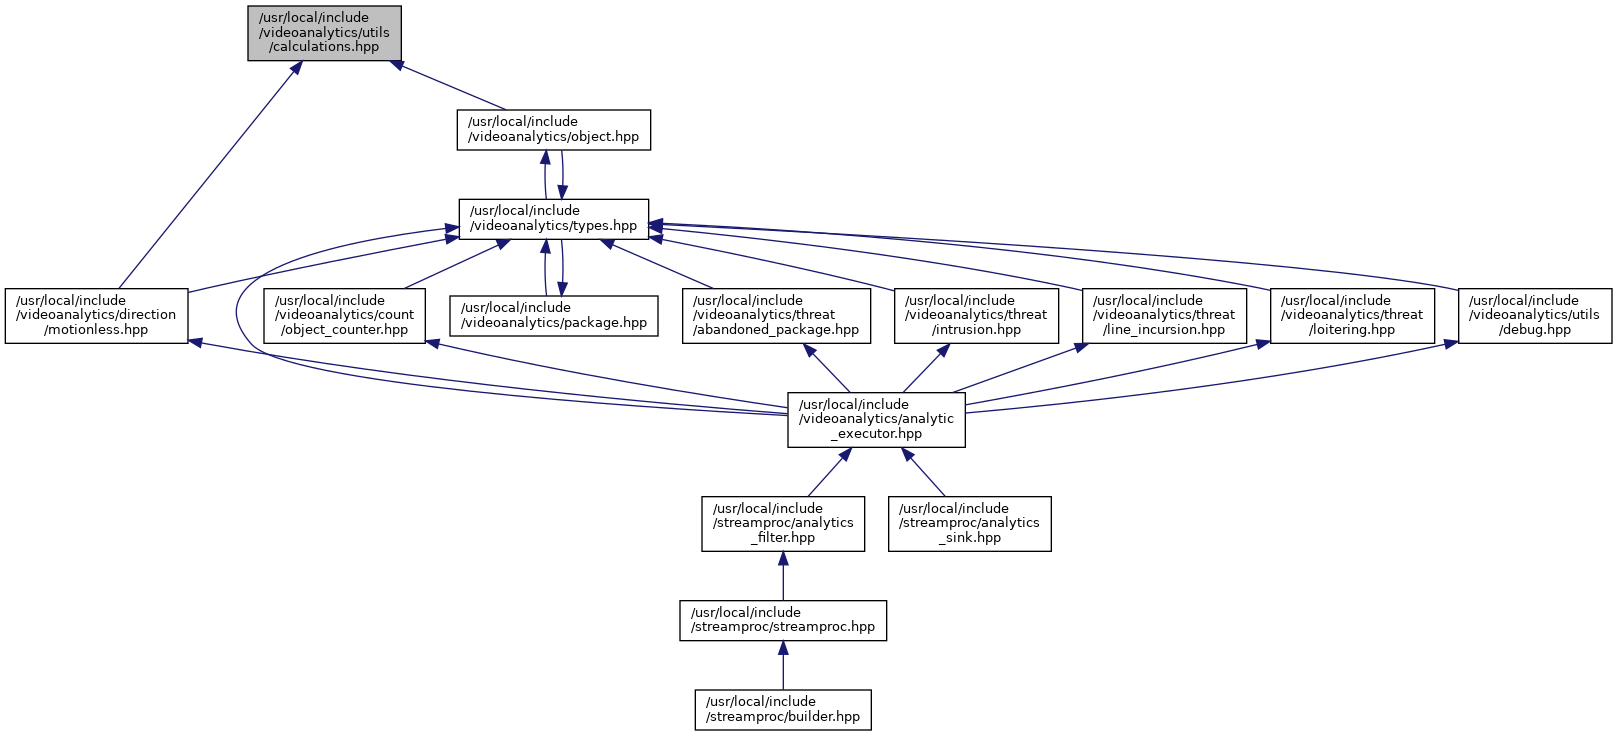 /usr/local/include
/videoanalytics/utils
/calculations.hpp
/usr/local/include
/videoanalytics/object.hpp
/usr/local/include
/videoanalytics/types.hpp
/usr/local/include
/videoanalytics/direction
/motionless.hpp
/usr/local/include
/videoanalytics/count
/object_counter.hpp
/usr/local/include
/videoanalytics/package.hpp
/usr/local/include
/videoanalytics/threat
/abandoned_package.hpp
/usr/local/include
/videoanalytics/threat
/intrusion.hpp
/usr/local/include
/videoanalytics/threat
/line_incursion.hpp
/usr/local/include
/videoanalytics/threat
/loitering.hpp
/usr/local/include
/videoanalytics/utils
/debug.hpp
/usr/local/include
/videoanalytics/analytic
_executor.hpp
/usr/local/include
/streamproc/analytics
_filter.hpp
/usr/local/include
/streamproc/analytics
_sink.hpp
/usr/local/include
/streamproc/streamproc.hpp
/usr/local/include
/streamproc/builder.hpp